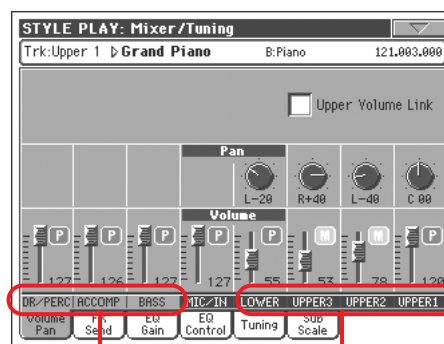 STYLE PLAY: Mixer/Tuning
Trk:Upper 1 Grand Piano B:Piano 121.003.000
Upper Volume Link
Pan
L-20 R+40 L-40 C 00
Volume
P P P P P M M P
127 126 127 127 55 53 78 120
DR/PERC ACCOMP BASS MIC/IN LOWER UPPER3 UPPER2 UPPER1
Volume Pan FX Send EQ Gain EQ Control Tuning Sub Scale